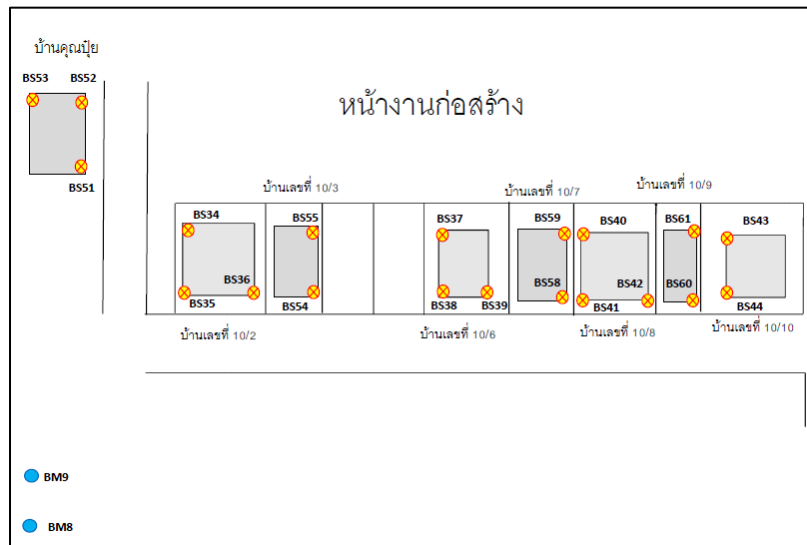 บ้านคุณปุ้ย
BS53 BS52
BS51
หน้างานก่อสร้าง
บ้านเลขที่ 10/3
บ้านเลขที่ 10/7
บ้านเลขที่ 10/9
BS34
BS55
BS37
BS59
BS40
BS61
BS43
BS36
BS35
BS54
BS38
BS39
BS58
BS42
BS41
BS60
BS44
บ้านเลขที่ 10/2
บ้านเลขที่ 10/6
บ้านเลขที่ 10/8
บ้านเลขที่ 10/10
BM9
BM8